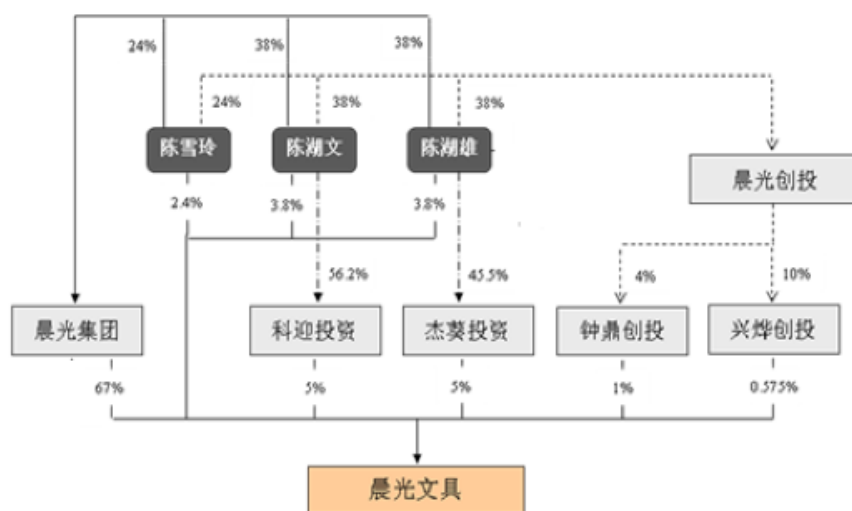 24%
38%
38%
24%
38%
38%
陈雪玲
陈湖文
陈湖雄
晨光创投
2.4%
3.8%
3.8%
56.2%
45.5%
4%
10%
晨光集团
科迎投资
杰葵投资
钟鼎创投
兴烨创投
67%
5%
5%
1%
0.575%
晨光文具